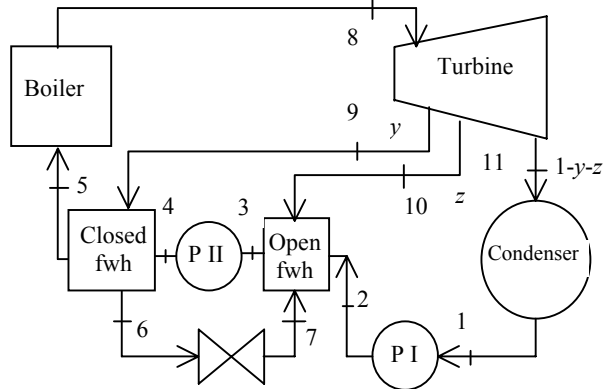 8
Turbine
Boiler
9
y
11
1-y-z
5
4
3
10
z
Closed
fwh
P II
Open
fwh
Condenser
2
1
6
7
P I